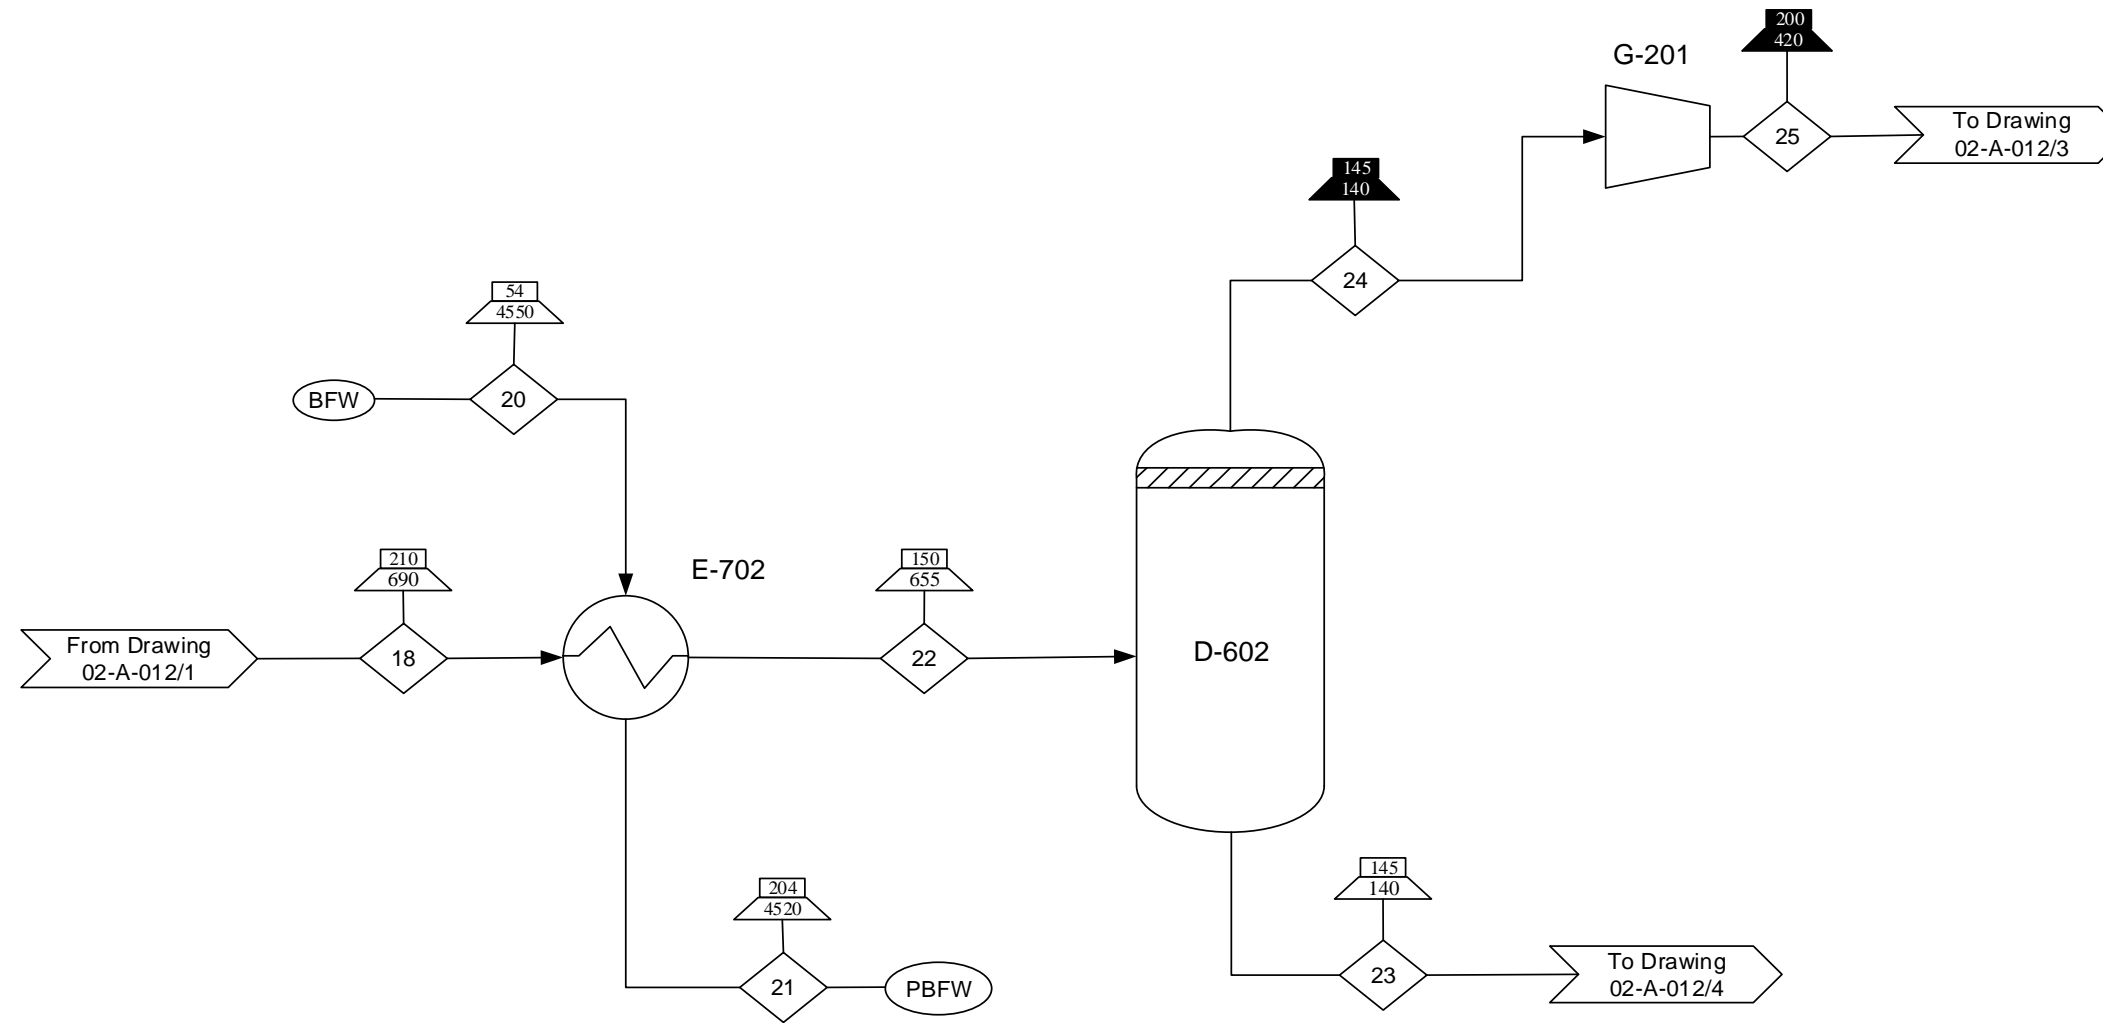 200
420
G-201
25
To Drawing
02-A-012/3
145
140
24
54
4550
BFW
20
210
690
E-702
150
655
From Drawing
02-A-012/1
18
22
D-602
204
4520
21
PBFW
145
140
23
To Drawing
02-A-012/4